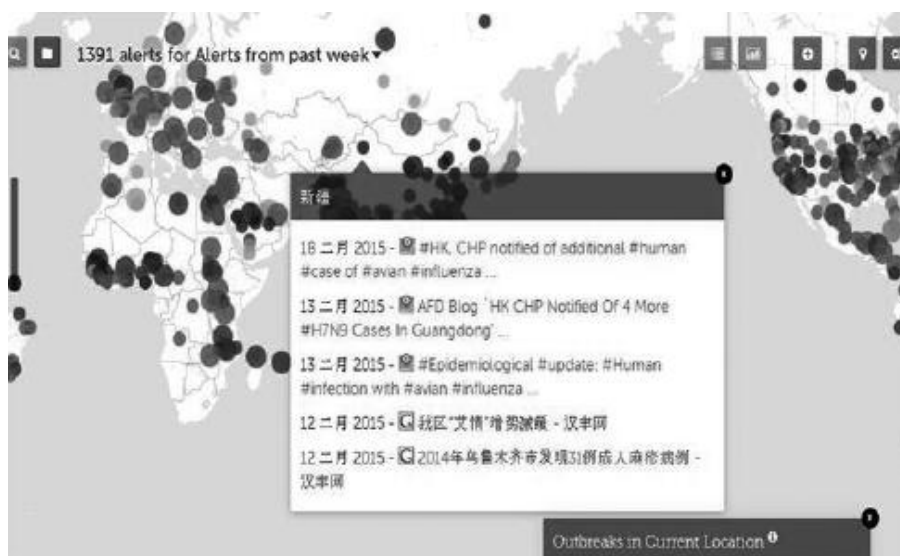 1391 alerts for Alerts from past week
新疆
18 二月 2015 - #HK, CHP notified of additional #human
#case of #avian #influenza ...
13 二月 2015 - AFD Blog `HK CHP Notified Of 4 More
#H7N9 Cases In Guangdong' ...
13 二月 2015 - #Epidemiological #update: #Human
#infection with #avian #influenza ...
12 二月 2015 - G 我区“艾情”增势减缓 - 汉丰网
12 二月 2015 - G 2014年乌鲁木齐市发现31例成人麻疹病例 -
汉丰网
Outbreaks in Current Location